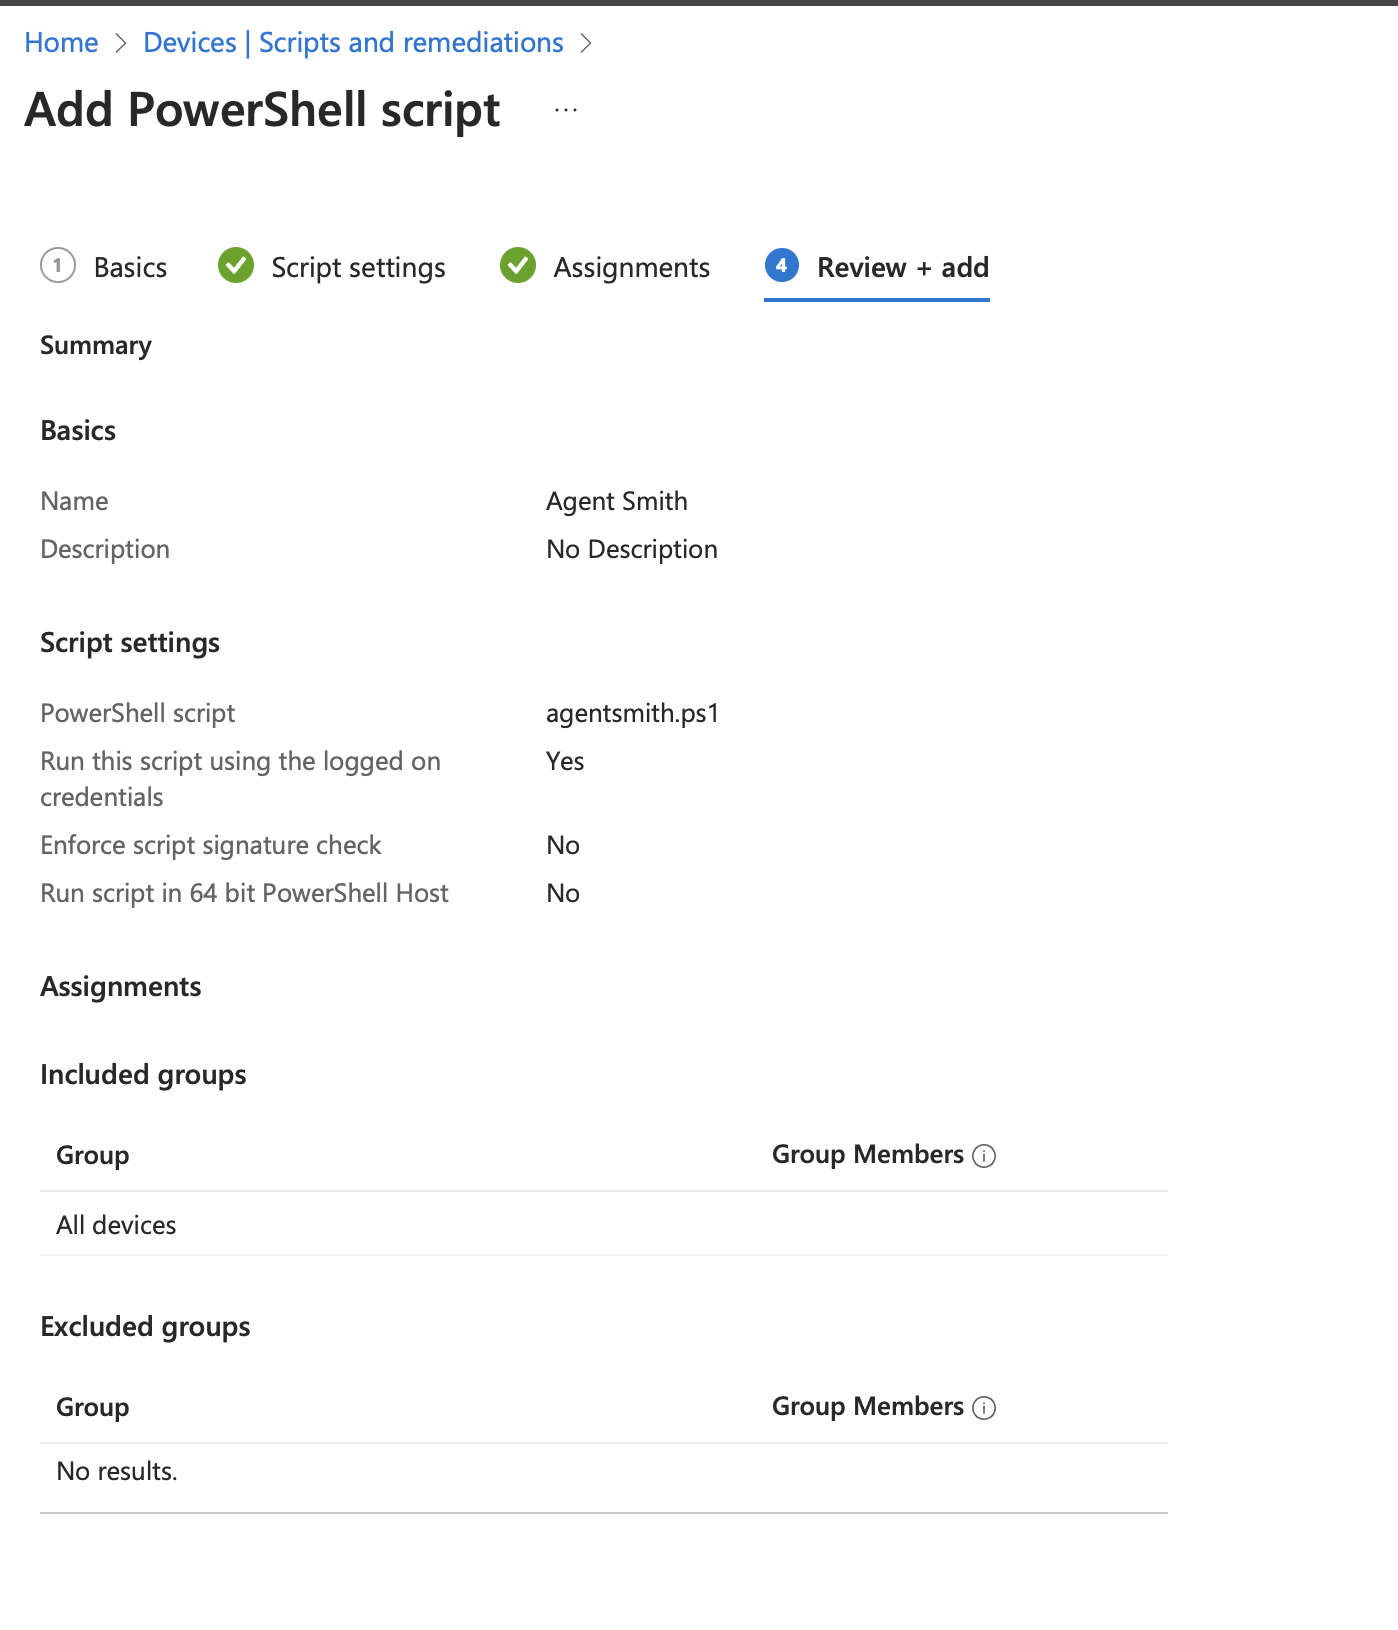 Home > Devices | Scripts and remediations >
Add PowerShell script ...
1 Basics Script settings Assignments 4 Review + add
Summary
Basics
Name Agent Smith
Description No Description
Script settings
PowerShell script agentsmith.ps1
Run this script using the logged on Yes
credentials
Enforce script signature check No
Run script in 64 bit PowerShell Host No
Assignments
Included groups
Group Group Members
All devices
Excluded groups
Group Group Members
No results.